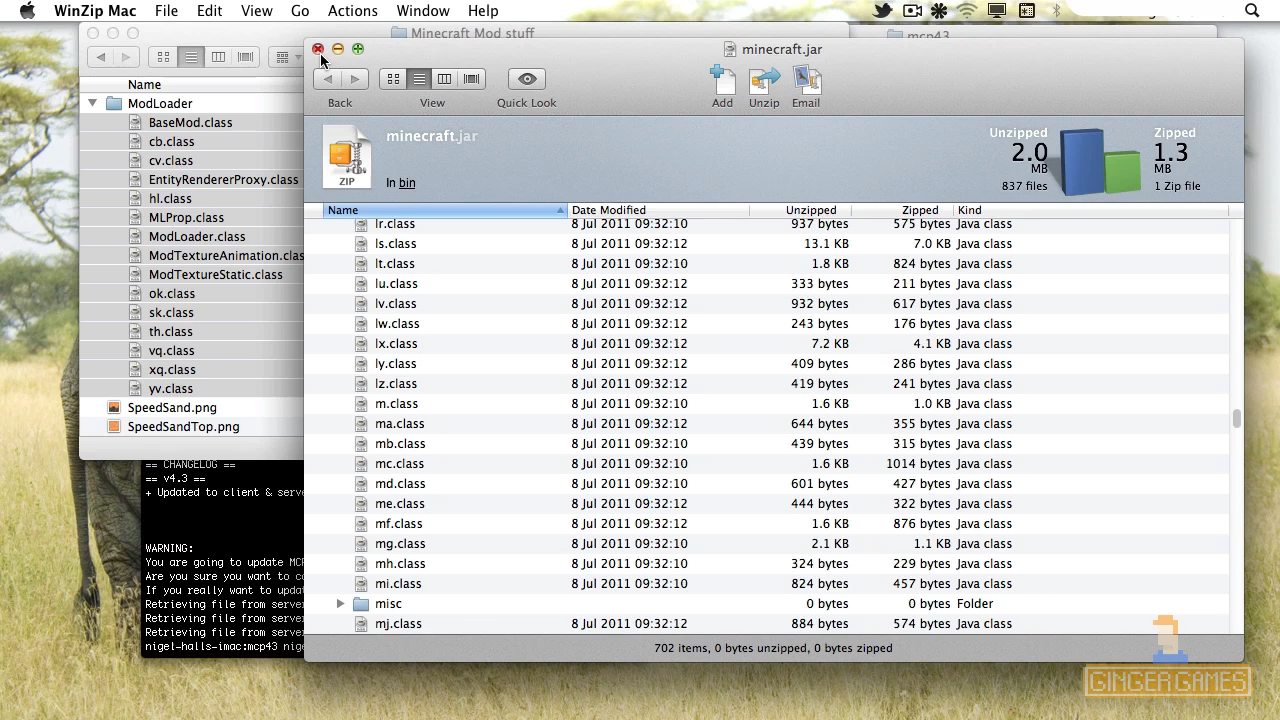 WinZip Mac File Edit View Go Actions Window Help
Minecraft Mod stuff
mcp43
Name
ModLoader
BaseMod.class
cb.class
cv.class
EntityRendererProxy.class
hl.class
MLProp.class
ModLoader.class
ModTextureAnimation.clas
ModTextureStatic.class
ok.class
sk.class
th.class
vq.class
xq.class
yv.class
SpeedSand.png
SpeedSandTop.png
== CHANGELOG ==
== v4.3 ==
+ Updated to client & serve
WARNING:
You are going to update MCP
Are you sure you want to co
If you really want to updat
Retrieving file from server
Retrieving file from server
Retrieving file from server
nigel-halls-imac:mcp43 nige
minecraft.jar
Back View Quick Look Add Unzip Email
minecraft.jar
ZIP
In bin
Unzipped
2.0
MB
837 files
Zipped
1.3
MB
1 Zip file
Name Date Modified Unzipped Zipped Kind
lr.class 8 Jul 2011 09:32:10 937 bytes 575 bytes Java class
ls.class 8 Jul 2011 09:32:12 13.1 KB 7.0 KB Java class
lt.class 8 Jul 2011 09:32:10 1.8 KB 824 bytes Java class
lu.class 8 Jul 2011 09:32:12 333 bytes 211 bytes Java class
lv.class 8 Jul 2011 09:32:10 932 bytes 617 bytes Java class
lw.class 8 Jul 2011 09:32:12 243 bytes 176 bytes Java class
lx.class 8 Jul 2011 09:32:12 7.2 KB 4.1 KB Java class
ly.class 8 Jul 2011 09:32:12 409 bytes 286 bytes Java class
lz.class 8 Jul 2011 09:32:12 419 bytes 241 bytes Java class
m.class 8 Jul 2011 09:32:12 1.6 KB 1.0 KB Java class
ma.class 8 Jul 2011 09:32:12 644 bytes 355 bytes Java class
mb.class 8 Jul 2011 09:32:10 439 bytes 315 bytes Java class
mc.class 8 Jul 2011 09:32:10 1.6 KB 1014 bytes Java class
md.class 8 Jul 2011 09:32:10 601 bytes 427 bytes Java class
me.class 8 Jul 2011 09:32:12 444 bytes 322 bytes Java class
mf.class 8 Jul 2011 09:32:12 1.6 KB 876 bytes Java class
mg.class 8 Jul 2011 09:32:10 2.1 KB 1.1 KB Java class
mh.class 8 Jul 2011 09:32:10 324 bytes 229 bytes Java class
mi.class 8 Jul 2011 09:32:10 824 bytes 457 bytes Java class
misc 0 bytes 0 bytes Folder
mj.class 8 Jul 2011 09:32:12 884 bytes 574 bytes Java class
702 items, 0 bytes unzipped, 0 bytes zipped
GINGER GAMES